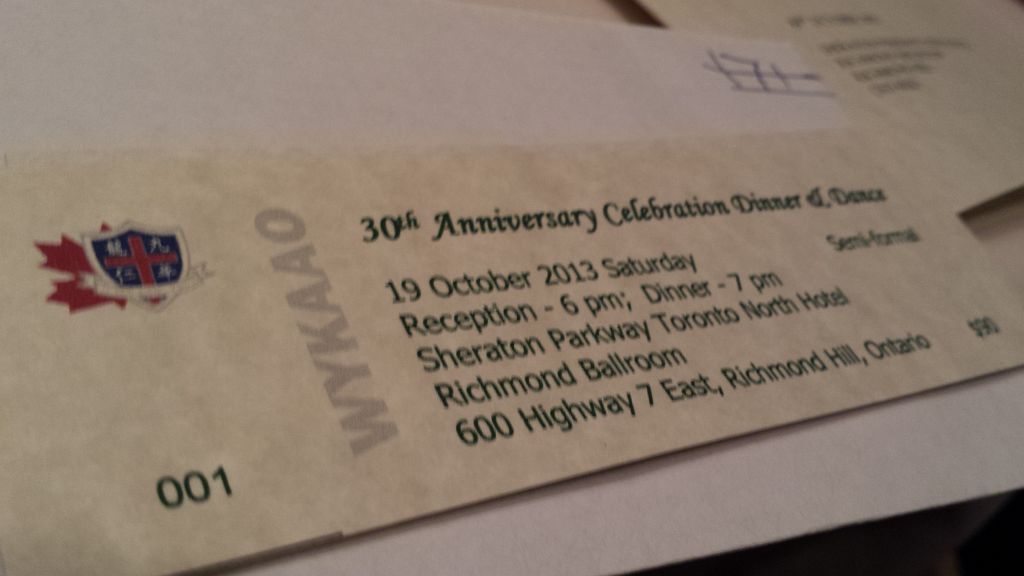 30th Anniversary Celebration Dinner & Dance
Semi-formal
19 October 2013 Saturday
Reception - 6 pm; Dinner - 7 pm
Sheraton Parkway Toronto North Hotel
Richmond Ballroom
600 Highway 7 East, Richmond Hill, Ontario
$90
WYKAAO
001